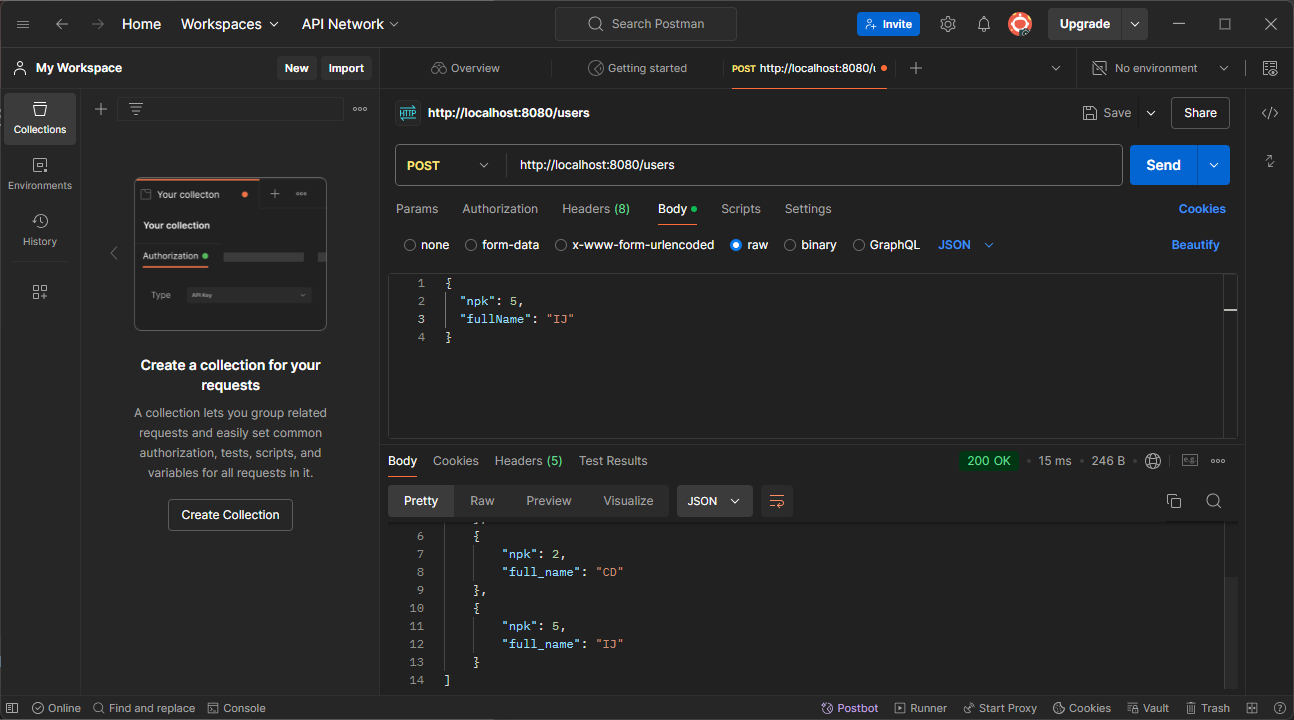 Home
Workspaces
API Network
Search Postman
Invite
Upgrade
My Workspace
New
Import
Overview
Getting started
POST http://localhost:8080/u
No environment
Collections
Environments
History
Your collecton
Your collection
Authorization
Type
API Key
Create a collection for your
requests
A collection lets you group related
requests and easily set common
authorization, tests, scripts, and
variables for all requests in it.
Create Collection
HTTP
http://localhost:8080/users
Save
Share
POST
http://localhost:8080/users
Send
Params
Authorization
Headers (8)
Body
Scripts
Settings
Cookies
none
form-data
x-www-form-urlencoded
raw
binary
GraphQL
JSON
Beautify
1 {
2 "npk": 5,
3 "fullName": "IJ"
4 }
Body
Cookies
Headers (5)
Test Results
200 OK
15 ms
246 B
e.g.
Pretty
Raw
Preview
Visualize
JSON
6 {
7 "npk": 2,
8 "full_name": "CD"
9 },
10 {
11 "npk": 5,
12 "full_name": "IJ"
13 }
14 ]
Online
Find and replace
Console
Postbot
Runner
Start Proxy
Cookies
Vault
Trash